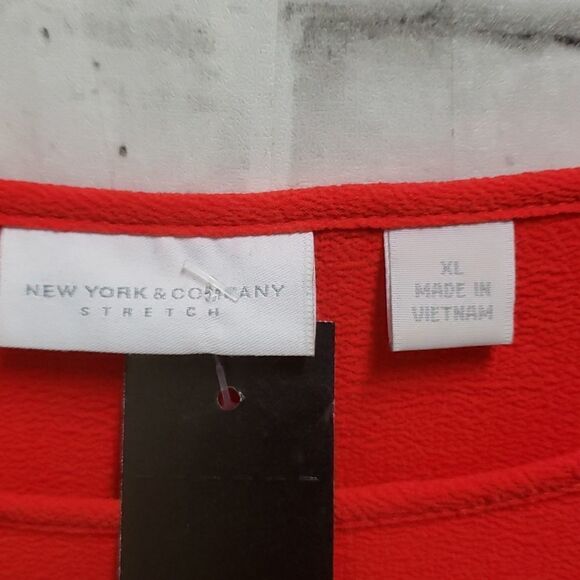 NEW YORK & COMPANY
STRETCH
XL
MADE IN
VIETNAM